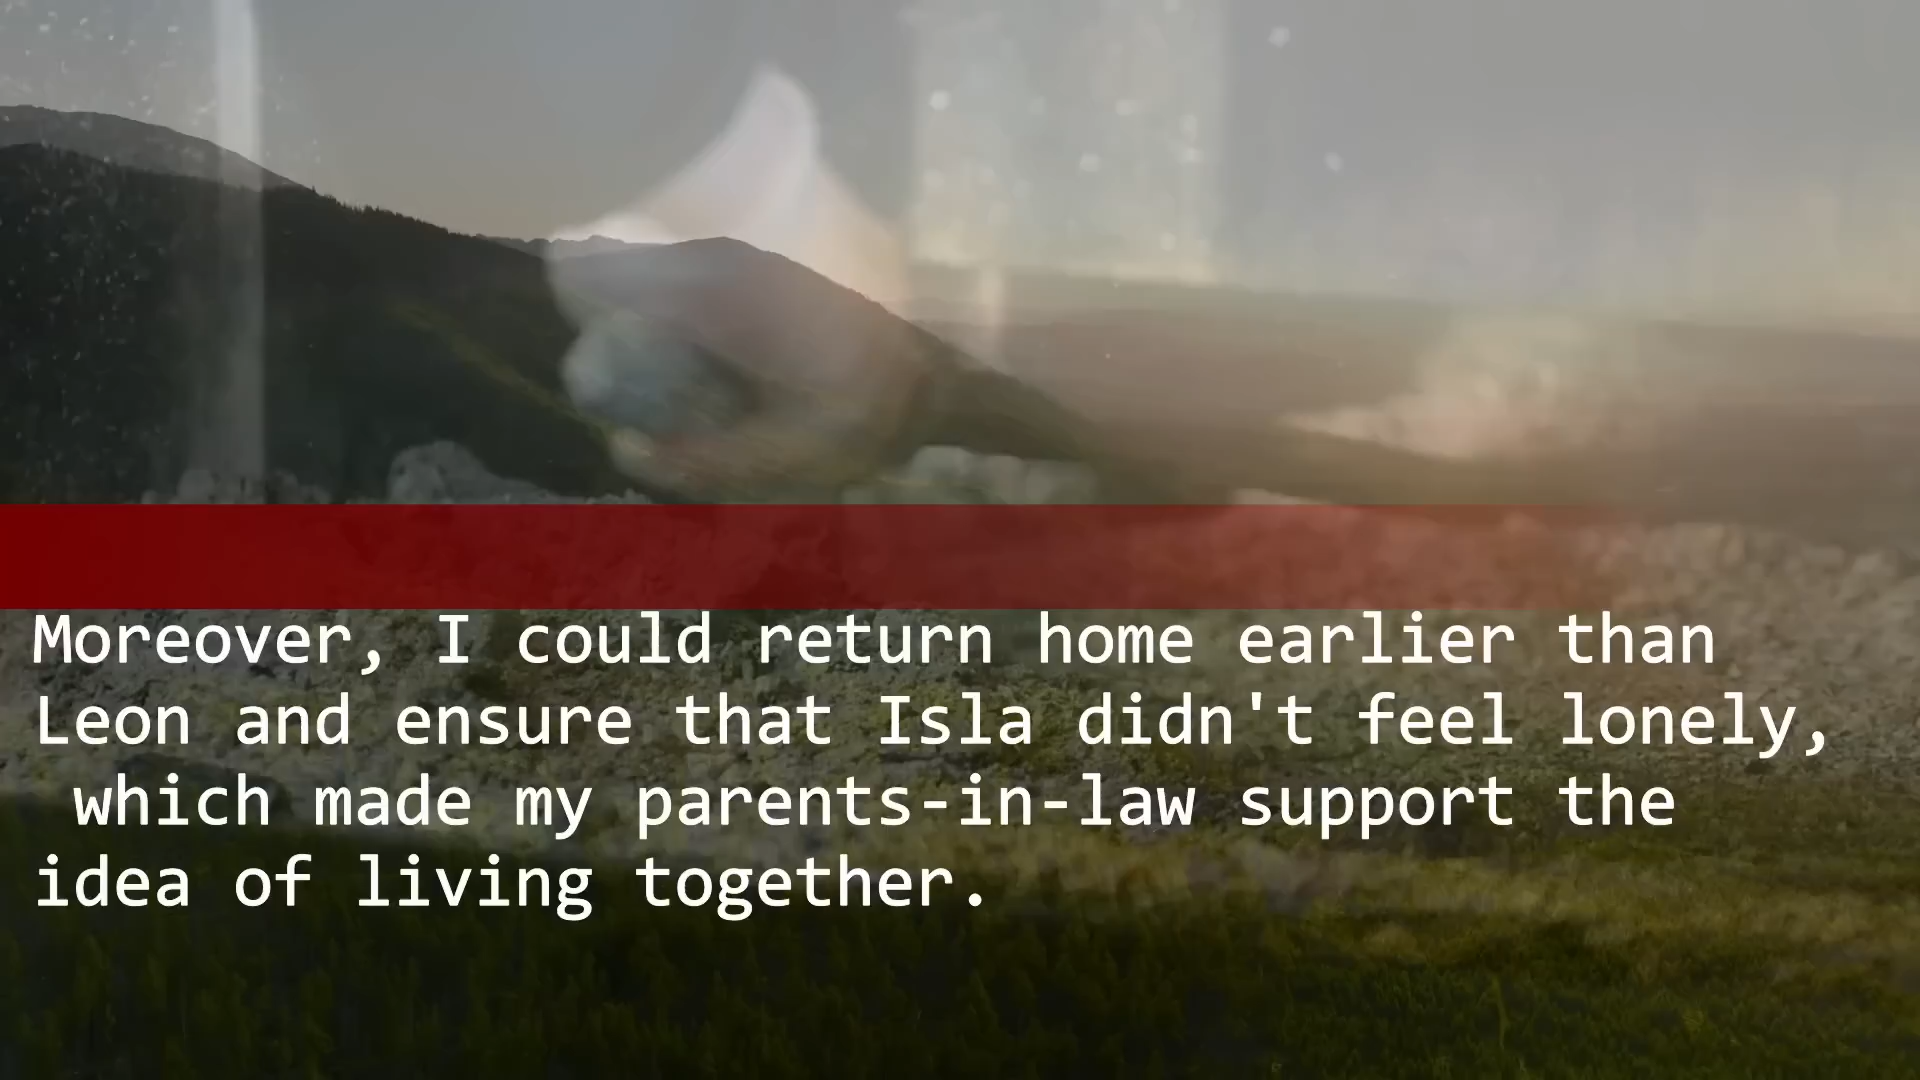 Moreover, I could return home earlier than
Leon and ensure that Isla didn't feel lonely,
which made my parents-in-law support the
idea of living together.